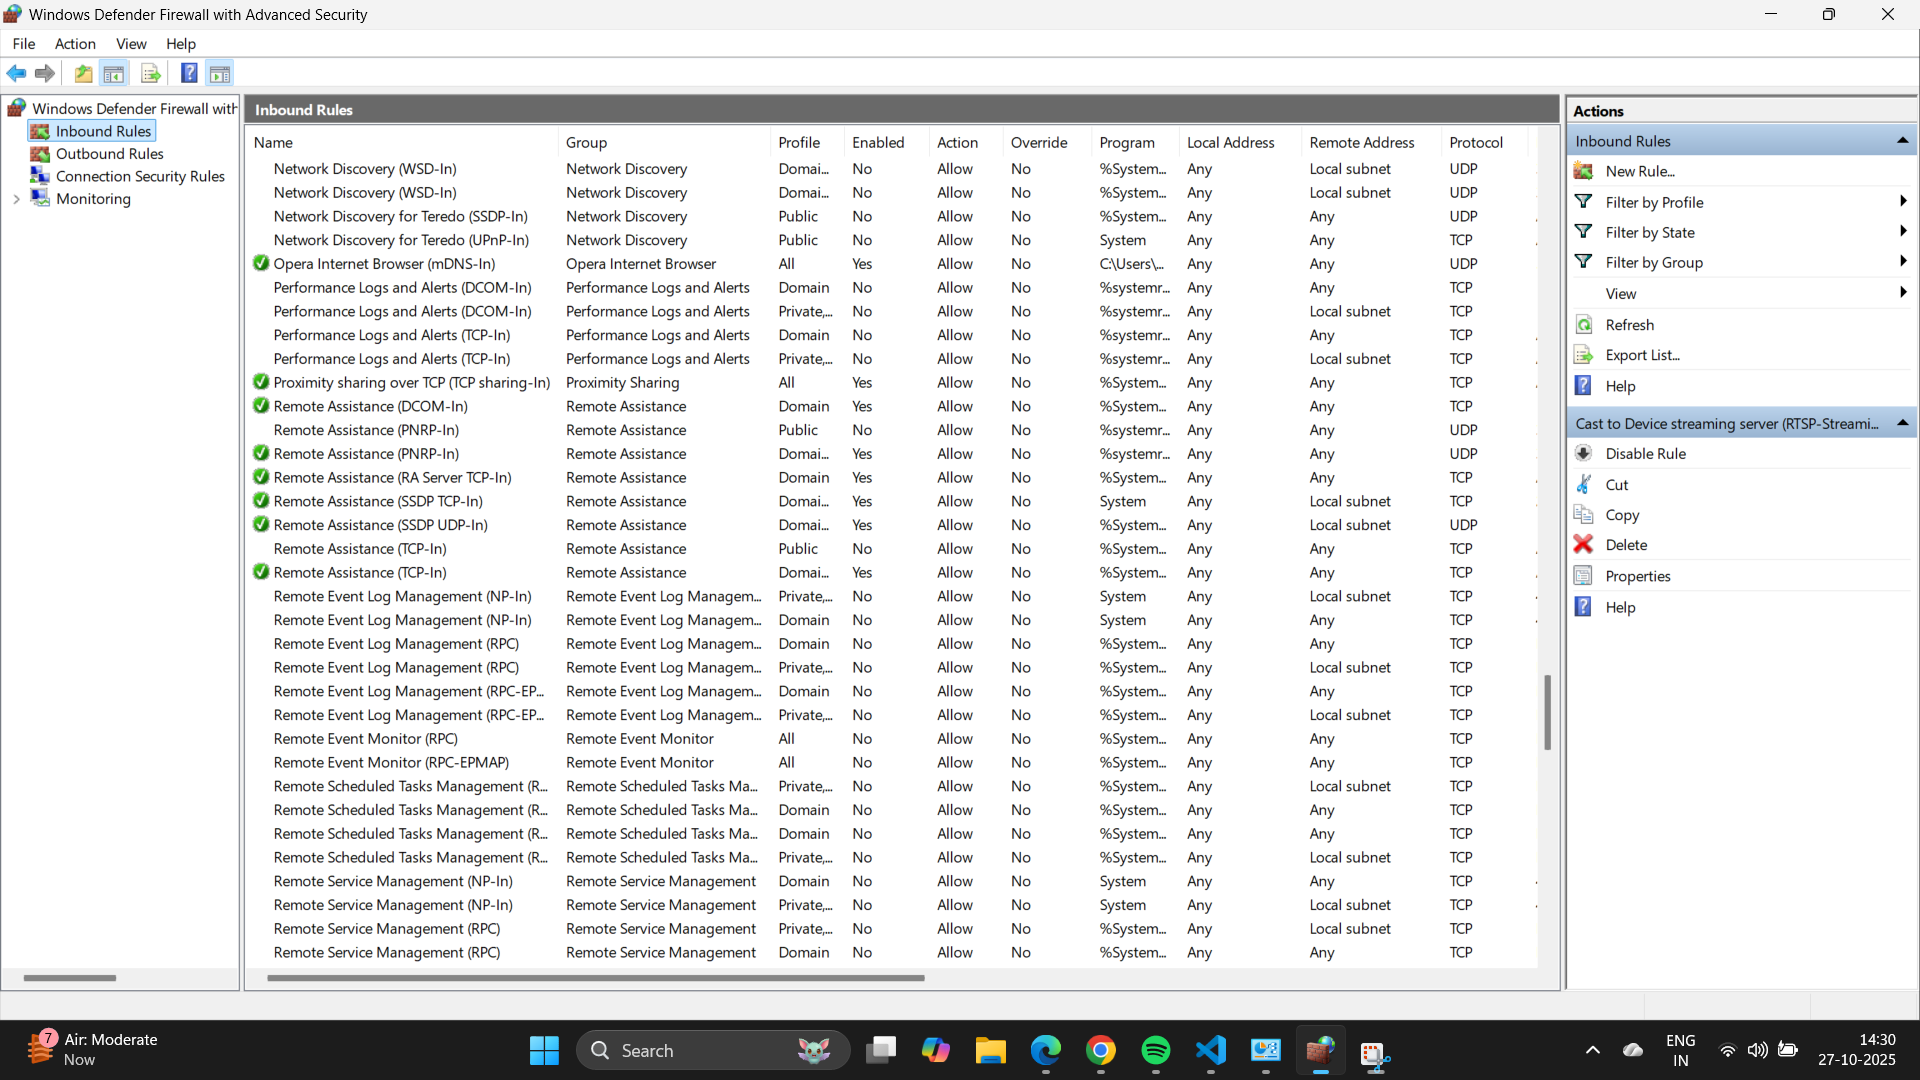 Windows Defender Firewall with Advanced Security
File Action View Help
Windows Defender Firewall with
Inbound Rules
Outbound Rules
Connection Security Rules
Monitoring
Inbound Rules
Name Group Profile Enabled Action Override Program Local Address Remote Address Protocol
Network Discovery (WSD-In) Network Discovery Domai... No Allow No %System... Any Local subnet UDP
Network Discovery (WSD-In) Network Discovery Domai... No Allow No %System... Any Local subnet UDP
Network Discovery for Teredo (SSDP-In) Network Discovery Public No Allow No %System... Any Any UDP
Network Discovery for Teredo (UPnP-In) Network Discovery Public No Allow No System Any Any TCP
Opera Internet Browser (mDNS-In) Opera Internet Browser All Yes Allow No C:\Users\... Any Any UDP
Performance Logs and Alerts (DCOM-In) Performance Logs and Alerts Domain No Allow No %systemr... Any Any TCP
Performance Logs and Alerts (DCOM-In) Performance Logs and Alerts Private,... No Allow No %systemr... Any Local subnet TCP
Performance Logs and Alerts (TCP-In) Performance Logs and Alerts Domain No Allow No %systemr... Any Any TCP
Performance Logs and Alerts (TCP-In) Performance Logs and Alerts Private,... No Allow No %systemr... Any Local subnet TCP
Proximity sharing over TCP (TCP sharing-In) Proximity Sharing All Yes Allow No %System... Any Any TCP
Remote Assistance (DCOM-In) Remote Assistance Domain Yes Allow No %System... Any Any TCP
Remote Assistance (PNRP-In) Remote Assistance Public No Allow No %systemr... Any Any UDP
Remote Assistance (PNRP-In) Remote Assistance Domai... Yes Allow No %systemr... Any Any UDP
Remote Assistance (RA Server TCP-In) Remote Assistance Domain Yes Allow No %System... Any Any TCP
Remote Assistance (SSDP TCP-In) Remote Assistance Domai... Yes Allow No System Any Local subnet TCP
Remote Assistance (SSDP UDP-In) Remote Assistance Domai... Yes Allow No %System... Any Local subnet UDP
Remote Assistance (TCP-In) Remote Assistance Public No Allow No %System... Any Any TCP
Remote Assistance (TCP-In) Remote Assistance Domai... Yes Allow No %System... Any Any TCP
Remote Event Log Management (NP-In) Remote Event Log Managem... Private,... No Allow No System Any Local subnet TCP
Remote Event Log Management (NP-In) Remote Event Log Managem... Domain No Allow No System Any Any TCP
Remote Event Log Management (RPC) Remote Event Log Managem... Domain No Allow No %System... Any Any TCP
Remote Event Log Management (RPC) Remote Event Log Managem... Private,... No Allow No %System... Any Local subnet TCP
Remote Event Log Management (RPC-EP... Remote Event Log Managem... Domain No Allow No %System... Any Any TCP
Remote Event Log Management (RPC-EP... Remote Event Log Managem... Private,... No Allow No %System... Any Local subnet TCP
Remote Event Monitor (RPC) Remote Event Monitor All No Allow No %System... Any Any TCP
Remote Event Monitor (RPC-EPMAP) Remote Event Monitor All No Allow No %System... Any Any TCP
Remote Scheduled Tasks Management (R... Remote Scheduled Tasks Ma... Private,... No Allow No %System... Any Local subnet TCP
Remote Scheduled Tasks Management (R... Remote Scheduled Tasks Ma... Domain No Allow No %System... Any Any TCP
Remote Scheduled Tasks Management (R... Remote Scheduled Tasks Ma... Domain No Allow No %System... Any Any TCP
Remote Scheduled Tasks Management (R... Remote Scheduled Tasks Ma... Private,... No Allow No %System... Any Local subnet TCP
Remote Service Management (NP-In) Remote Service Management Domain No Allow No System Any Any TCP
Remote Service Management (NP-In) Remote Service Management Private,... No Allow No System Any Local subnet TCP
Remote Service Management (RPC) Remote Service Management Private,... No Allow No %System... Any Local subnet TCP
Remote Service Management (RPC) Remote Service Management Domain No Allow No %System... Any Any TCP
Actions
Inbound Rules
New Rule...
Filter by Profile
Filter by State
Filter by Group
View
Refresh
Export List...
Help
Cast to Device streaming server (RTSP-Streami...
Disable Rule
Cut
Copy
Delete
Properties
Help
7
Air: Moderate
Now
Search
ENG
IN
14:30
27-10-2025